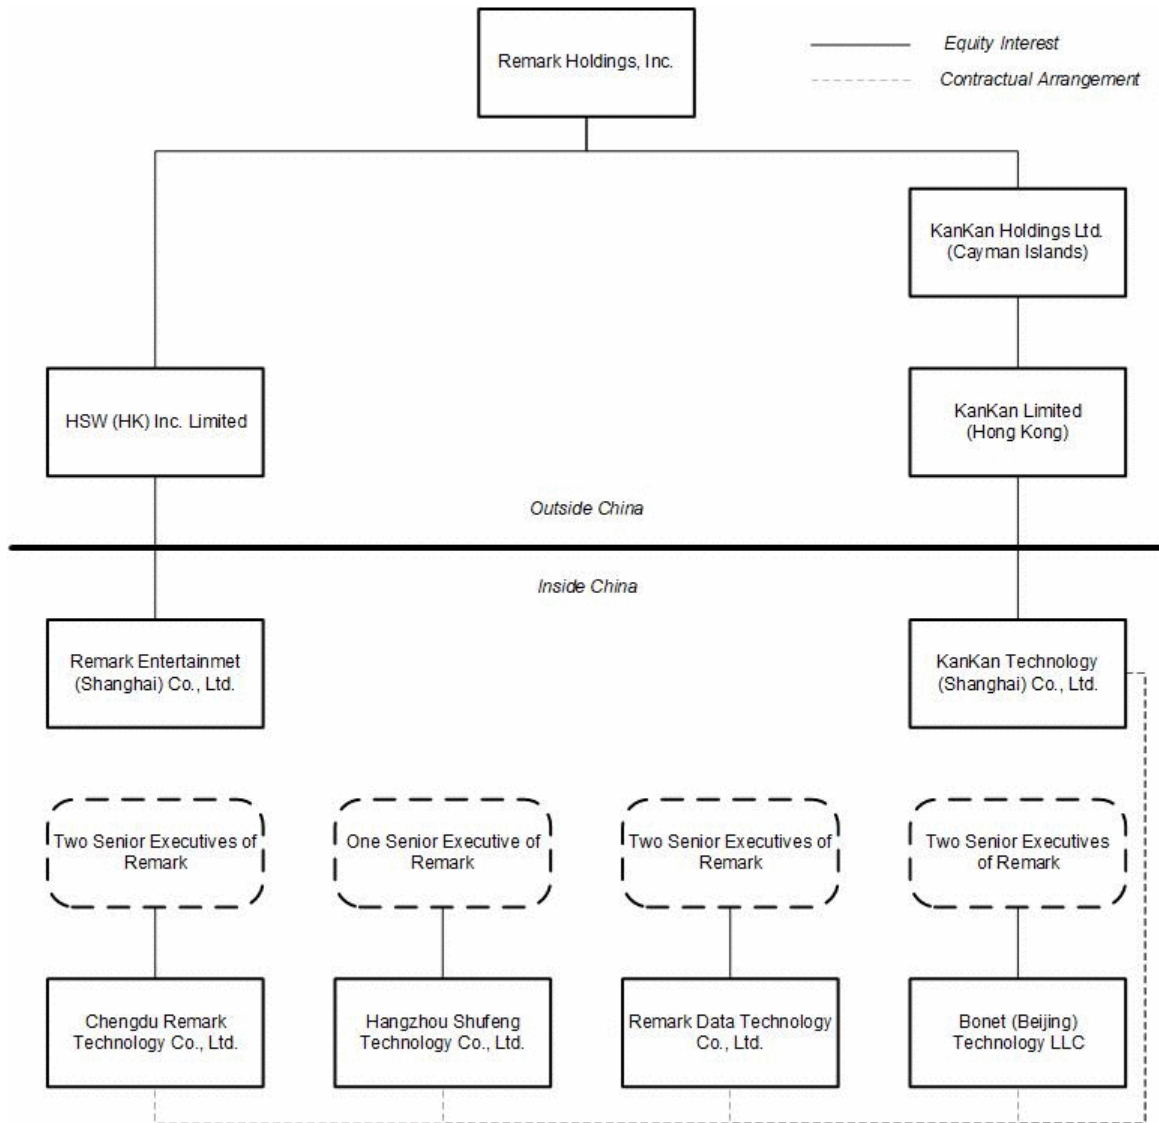 Remark Holdings, Inc.
Equity Interest
Contractual Arrangement
KanKan Holdings Ltd.
(Cayman Islands)
HSW (HK) Inc. Limited
KanKan Limited
(Hong Kong)
Outside China
Inside China
Remark Entertainmet
(Shanghai) Co., Ltd.
KanKan Technology
(Shanghai) Co., Ltd.
Two Senior Executives of
Remark
One Senior Executive of
Remark
Two Senior Executives of
Remark
Two Senior Executives
of Remark
Chengdu Remark
Technology Co., Ltd.
Hangzhou Shufeng
Technology Co., Ltd.
Remark Data Technology
Co., Ltd.
Bonet (Beijing)
Technology LLC